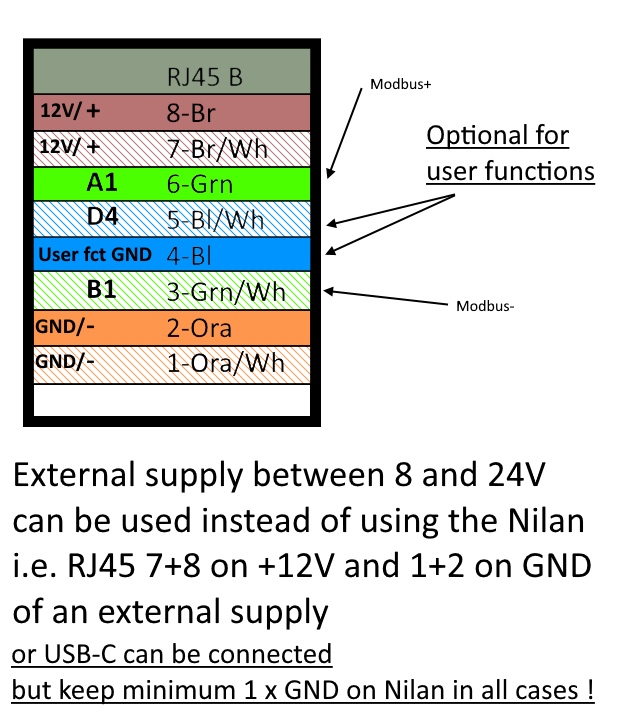 RJ45 B
12V/ + 8-Br
12V/ + 7-Br/Wh
A1 6-Grn
D4 5-Bl/Wh
User fct GND 4-Bl
B1 3-Grn/Wh
GND/- 2-Ora
GND/- 1-Ora/Wh
Modbus+
Optional for
user functions
Modbus-
External supply between 8 and 24V
can be used instead of using the Nilan
i.e. RJ45 7+8 on +12V and 1+2 on GND
of an external supply
or USB-C can be connected
but keep minimum 1 x GND on Nilan in all cases !